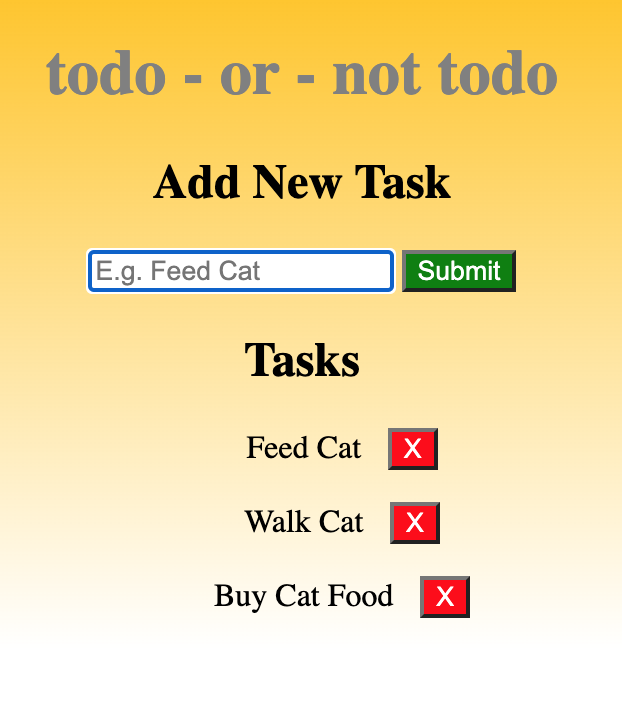 todo - or - not todo
Add New Task
E.g. Feed Cat Submit
Tasks
Feed Cat X
Walk Cat X
Buy Cat Food X